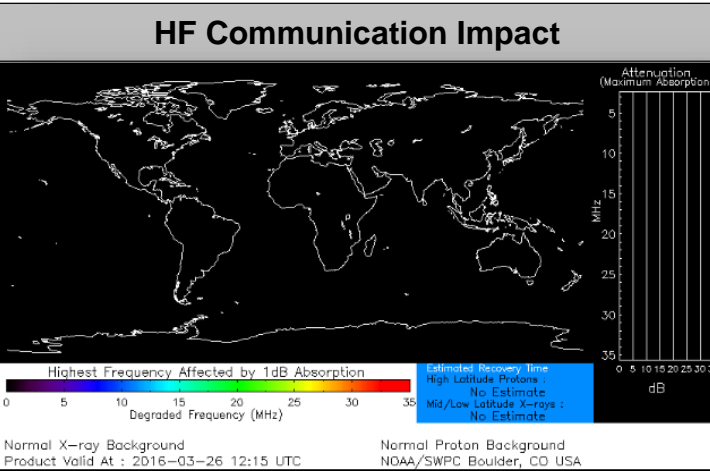 HF Communication Impact
Attenuation
(Maximum Absorption
5
10
15
20
25
30
35
MHz
0 5 10 15 20 25 30
dB
Highest Frequency Affected by 1dB Absorption
0 5 10 15 20 25 30 35
Degraded Frequency (MHz)
Estimated Recovery Time
High Latitude Protons :
No Estimate
Mid/Low Latitude X-rays :
No Estimate
Normal X-ray Background
Product Valid At : 2016-03-26 12:15 UTC
Normal Proton Background
NOAA/SWPC Boulder, CO USA